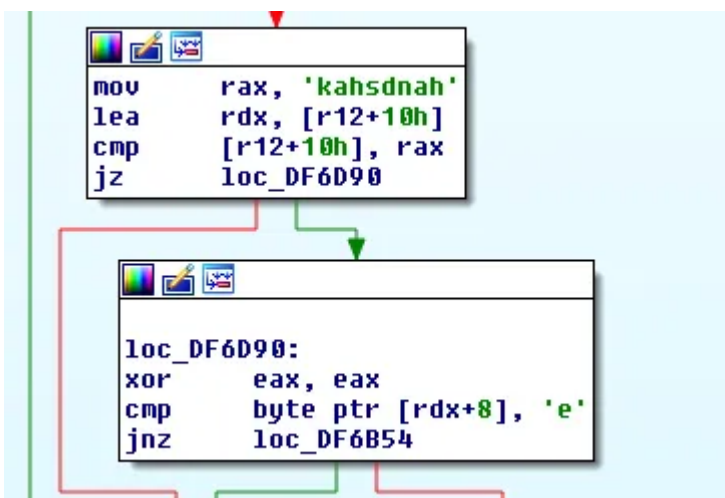 mov rax, 'kahsdnah'
lea rdx, [r12+10h]
cmp [r12+10h], rax
jz loc_DF6D90
loc_DF6D90:
xor eax, eax
cmp byte ptr [rdx+8], 'e'
jnz loc_DF6B54